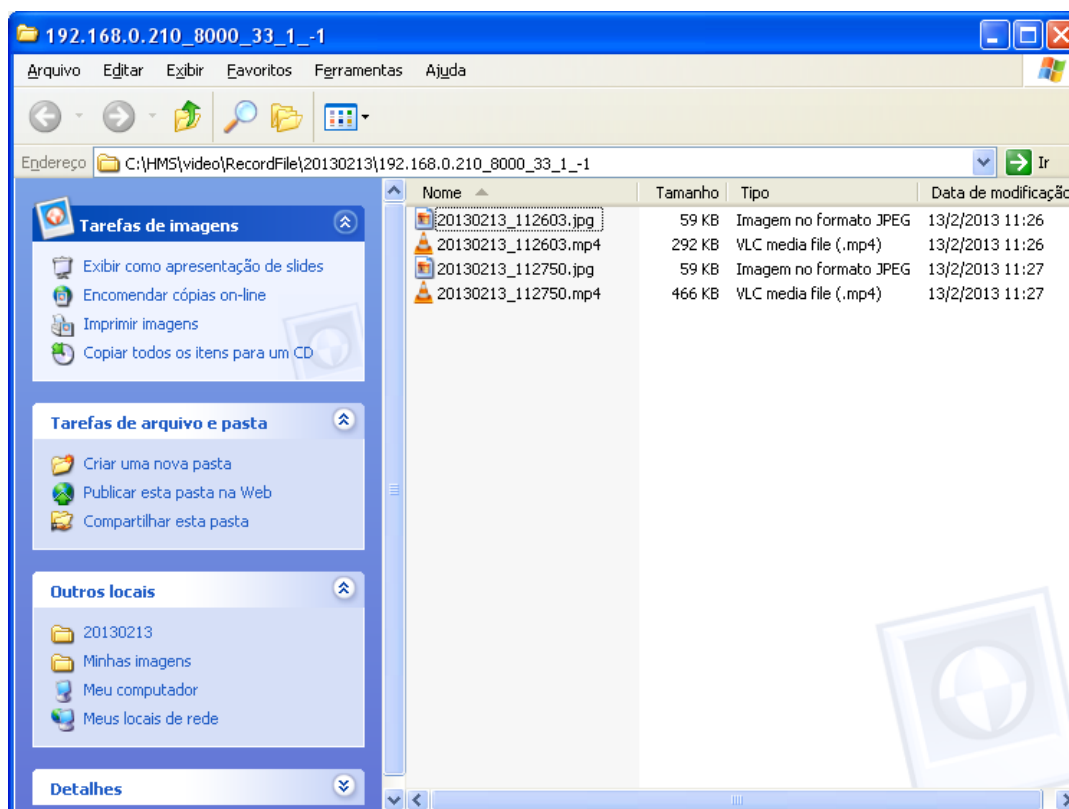 192.168.0.210_8000_33_1_-1
Arquivo Editar Exibir Favoritos Ferramentas Ajuda
Endereço C:\HMS\video\RecordFile\20130213\192.168.0.210_8000_33_1_-1 Ir
Tarefas de imagens
Exibir como apresentação de slides
Encomendar cópias on-line
Imprimir imagens
Copiar todos os itens para um CD
Tarefas de arquivo e pasta
Criar uma nova pasta
Publicar esta pasta na Web
Compartilhar esta pasta
Outros locais
20130213
Minhas imagens
Meu computador
Meus locais de rede
Detalhes
Nome Tamanho Tipo Data de modificação
20130213_112603.jpg 59 KB Imagem no formato JPEG 13/2/2013 11:26
20130213_112603.mp4 292 KB VLC media file (.mp4) 13/2/2013 11:26
20130213_112750.jpg 59 KB Imagem no formato JPEG 13/2/2013 11:27
20130213_112750.mp4 466 KB VLC media file (.mp4) 13/2/2013 11:27